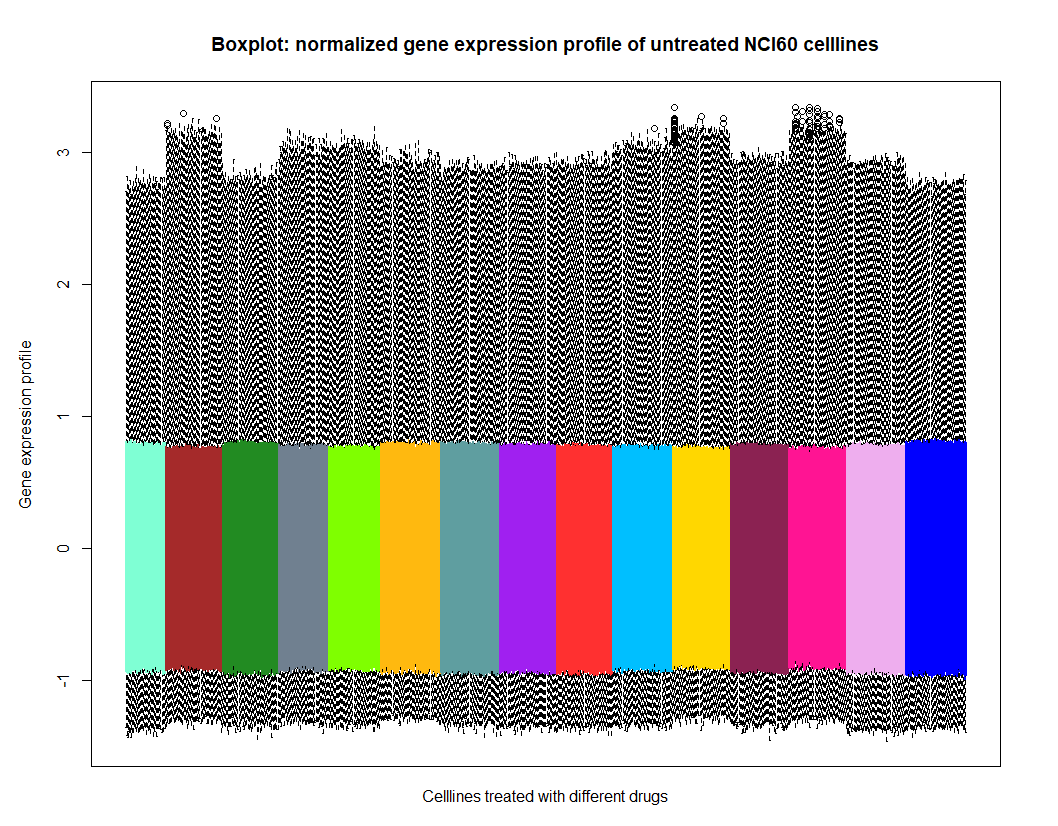 Boxplot: normalized gene expression profile of untreated NCI60 celllines
3
2
1
0
-1
Gene expression profile
Celllines treated with different drugs